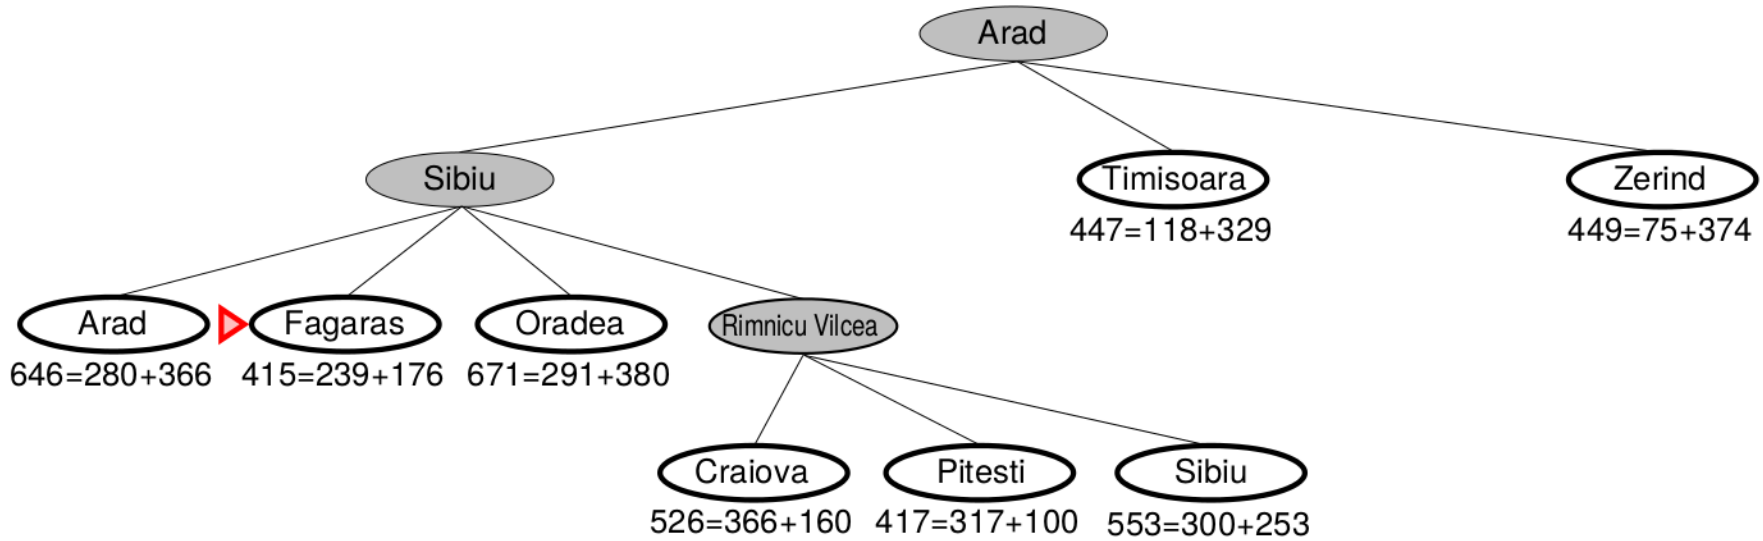 Arad
Sibiu
Timisoara
Zerind
447=118+329
449=75+374
Arad
Fagaras
Oradea
Rimnicu Vilcea
646=280+366
415=239+176
671=291+380
Craiova
Pitesti
Sibiu
526=366+160
417=317+100
553=300+253